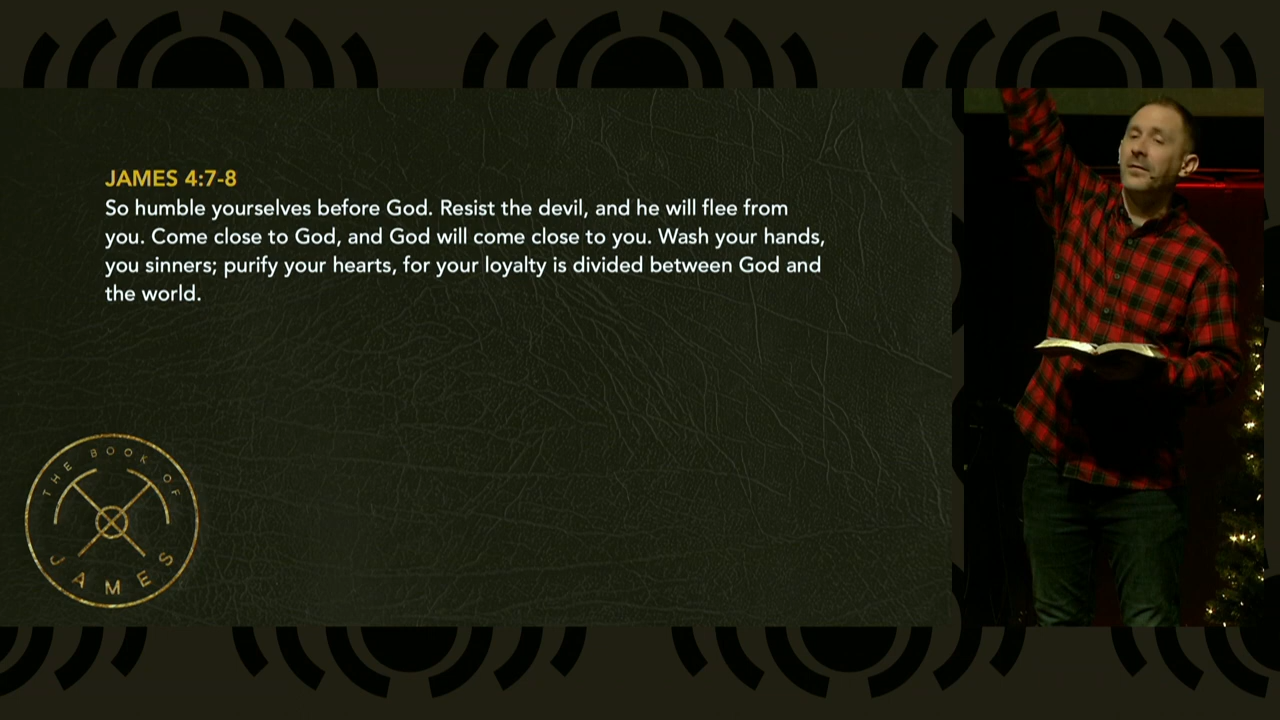 JAMES 4:7-8
So humble yourselves before God. Resist the devil, and he will flee from
you. Come close to God, and God will come close to you. Wash your hands,
you sinners; purify your hearts, for your loyalty is divided between God and
the world.
THE BOOK OF
JAMES